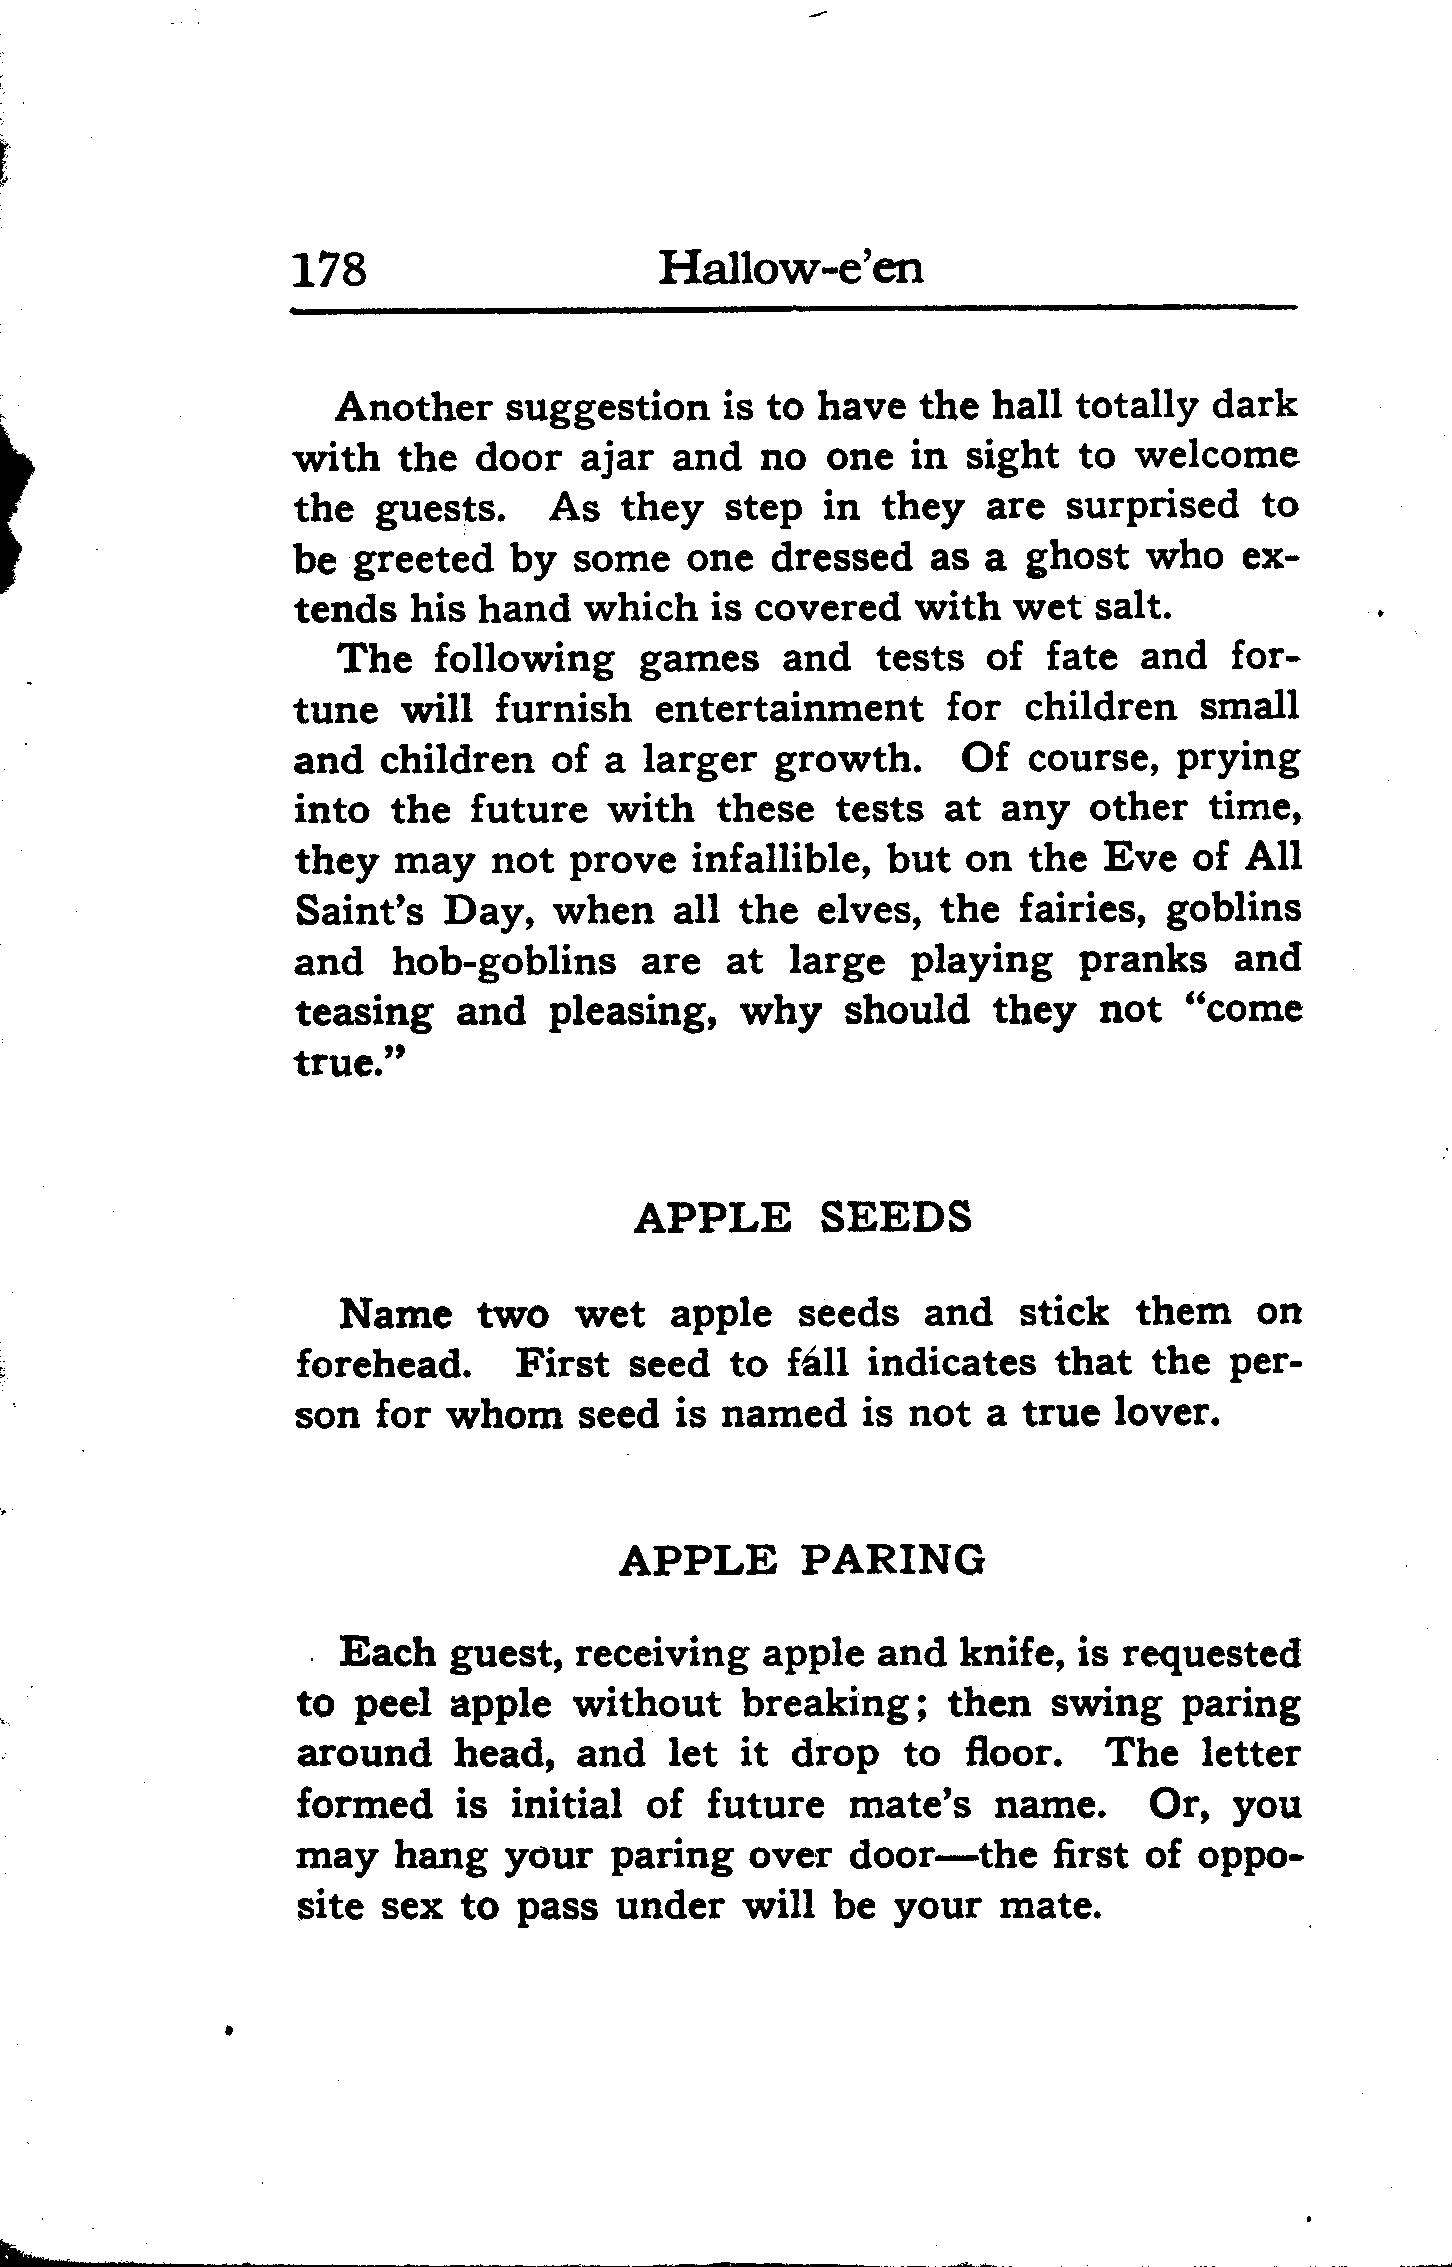 178 Hallow-e'en
Another suggestion is to have the hall totally dark
with the door ajar and no one in sight to welcome
the guests. As they step in they are surprised to
be greeted by some one dressed as a ghost who ex-
tends his hand which is covered with wet salt.
The following games and tests of fate and for-
tune will furnish entertainment for children small
and children of a larger growth. Of course, prying
into the future with these tests at any other time,
they may not prove infallible, but on the Eve of All
Saint's Day, when all the elves, the fairies, goblins
and hob-goblins are at large playing pranks and
teasing and pleasing, why should they not "come
true."
APPLE SEEDS
Name two wet apple seeds and stick them on
forehead. First seed to fall indicates that the per-
son for whom seed is named is not a true lover.
APPLE PARING
Each guest, receiving apple and knife, is requested
to peel apple without breaking; then swing paring
around head, and let it drop to floor. The letter
formed is initial of future mate's name. Or, you
may hang your paring over door—the first of oppo-
site sex to pass under will be your mate.